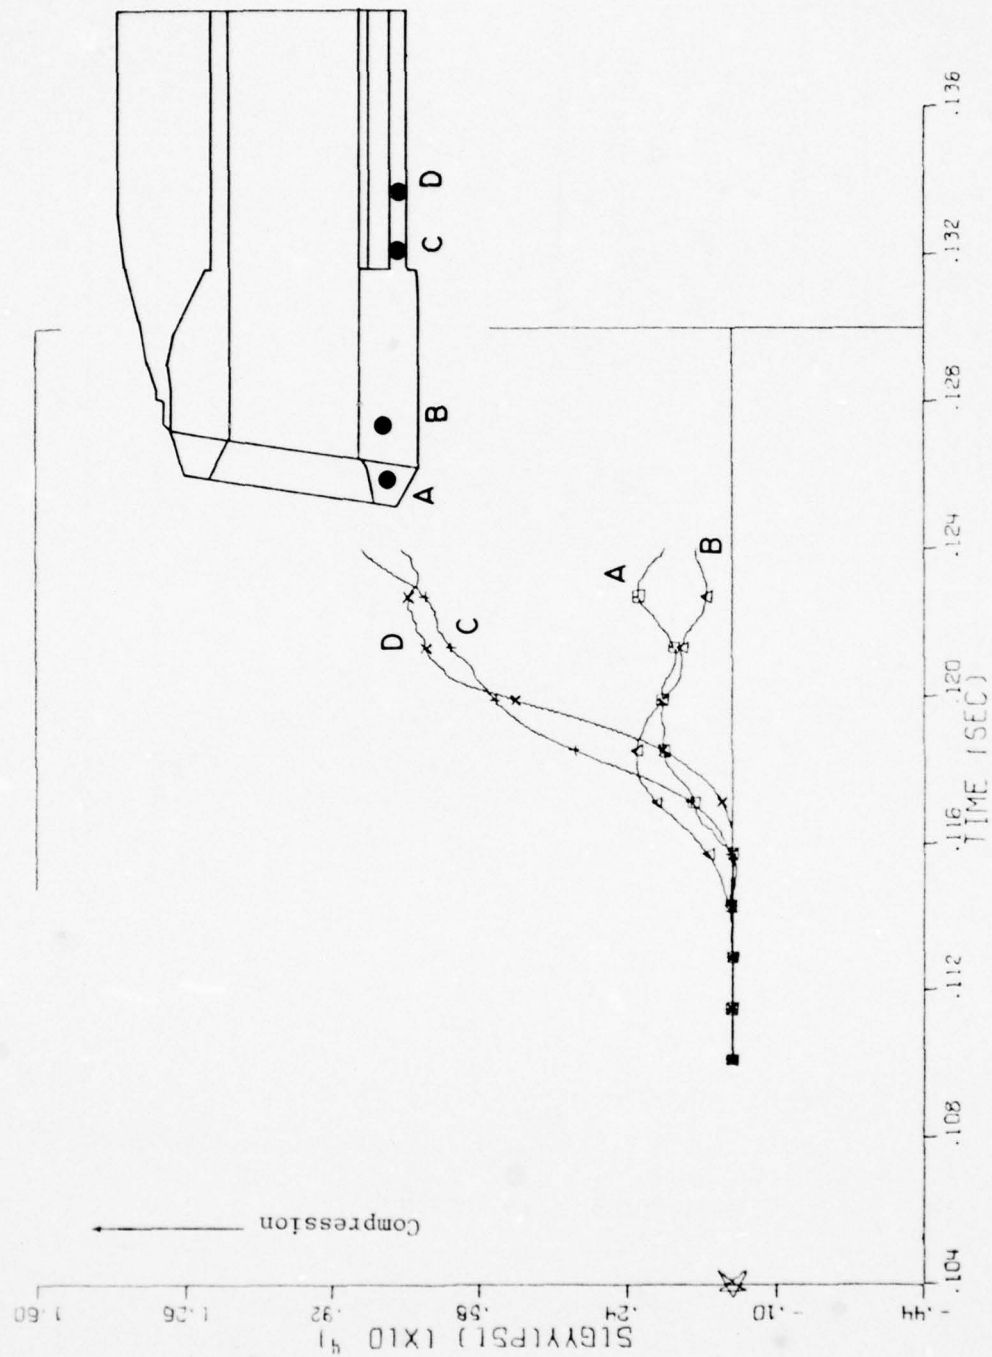 D
C
B
A
A
B
D
C
Compression
1.60
1.26
.92
.58
.24
-.10
-.44
SIGYY(PSI) (X10 4)
.104
.108
.112
.116
.120
.124
.128
.132
.136
TIME (SEC)